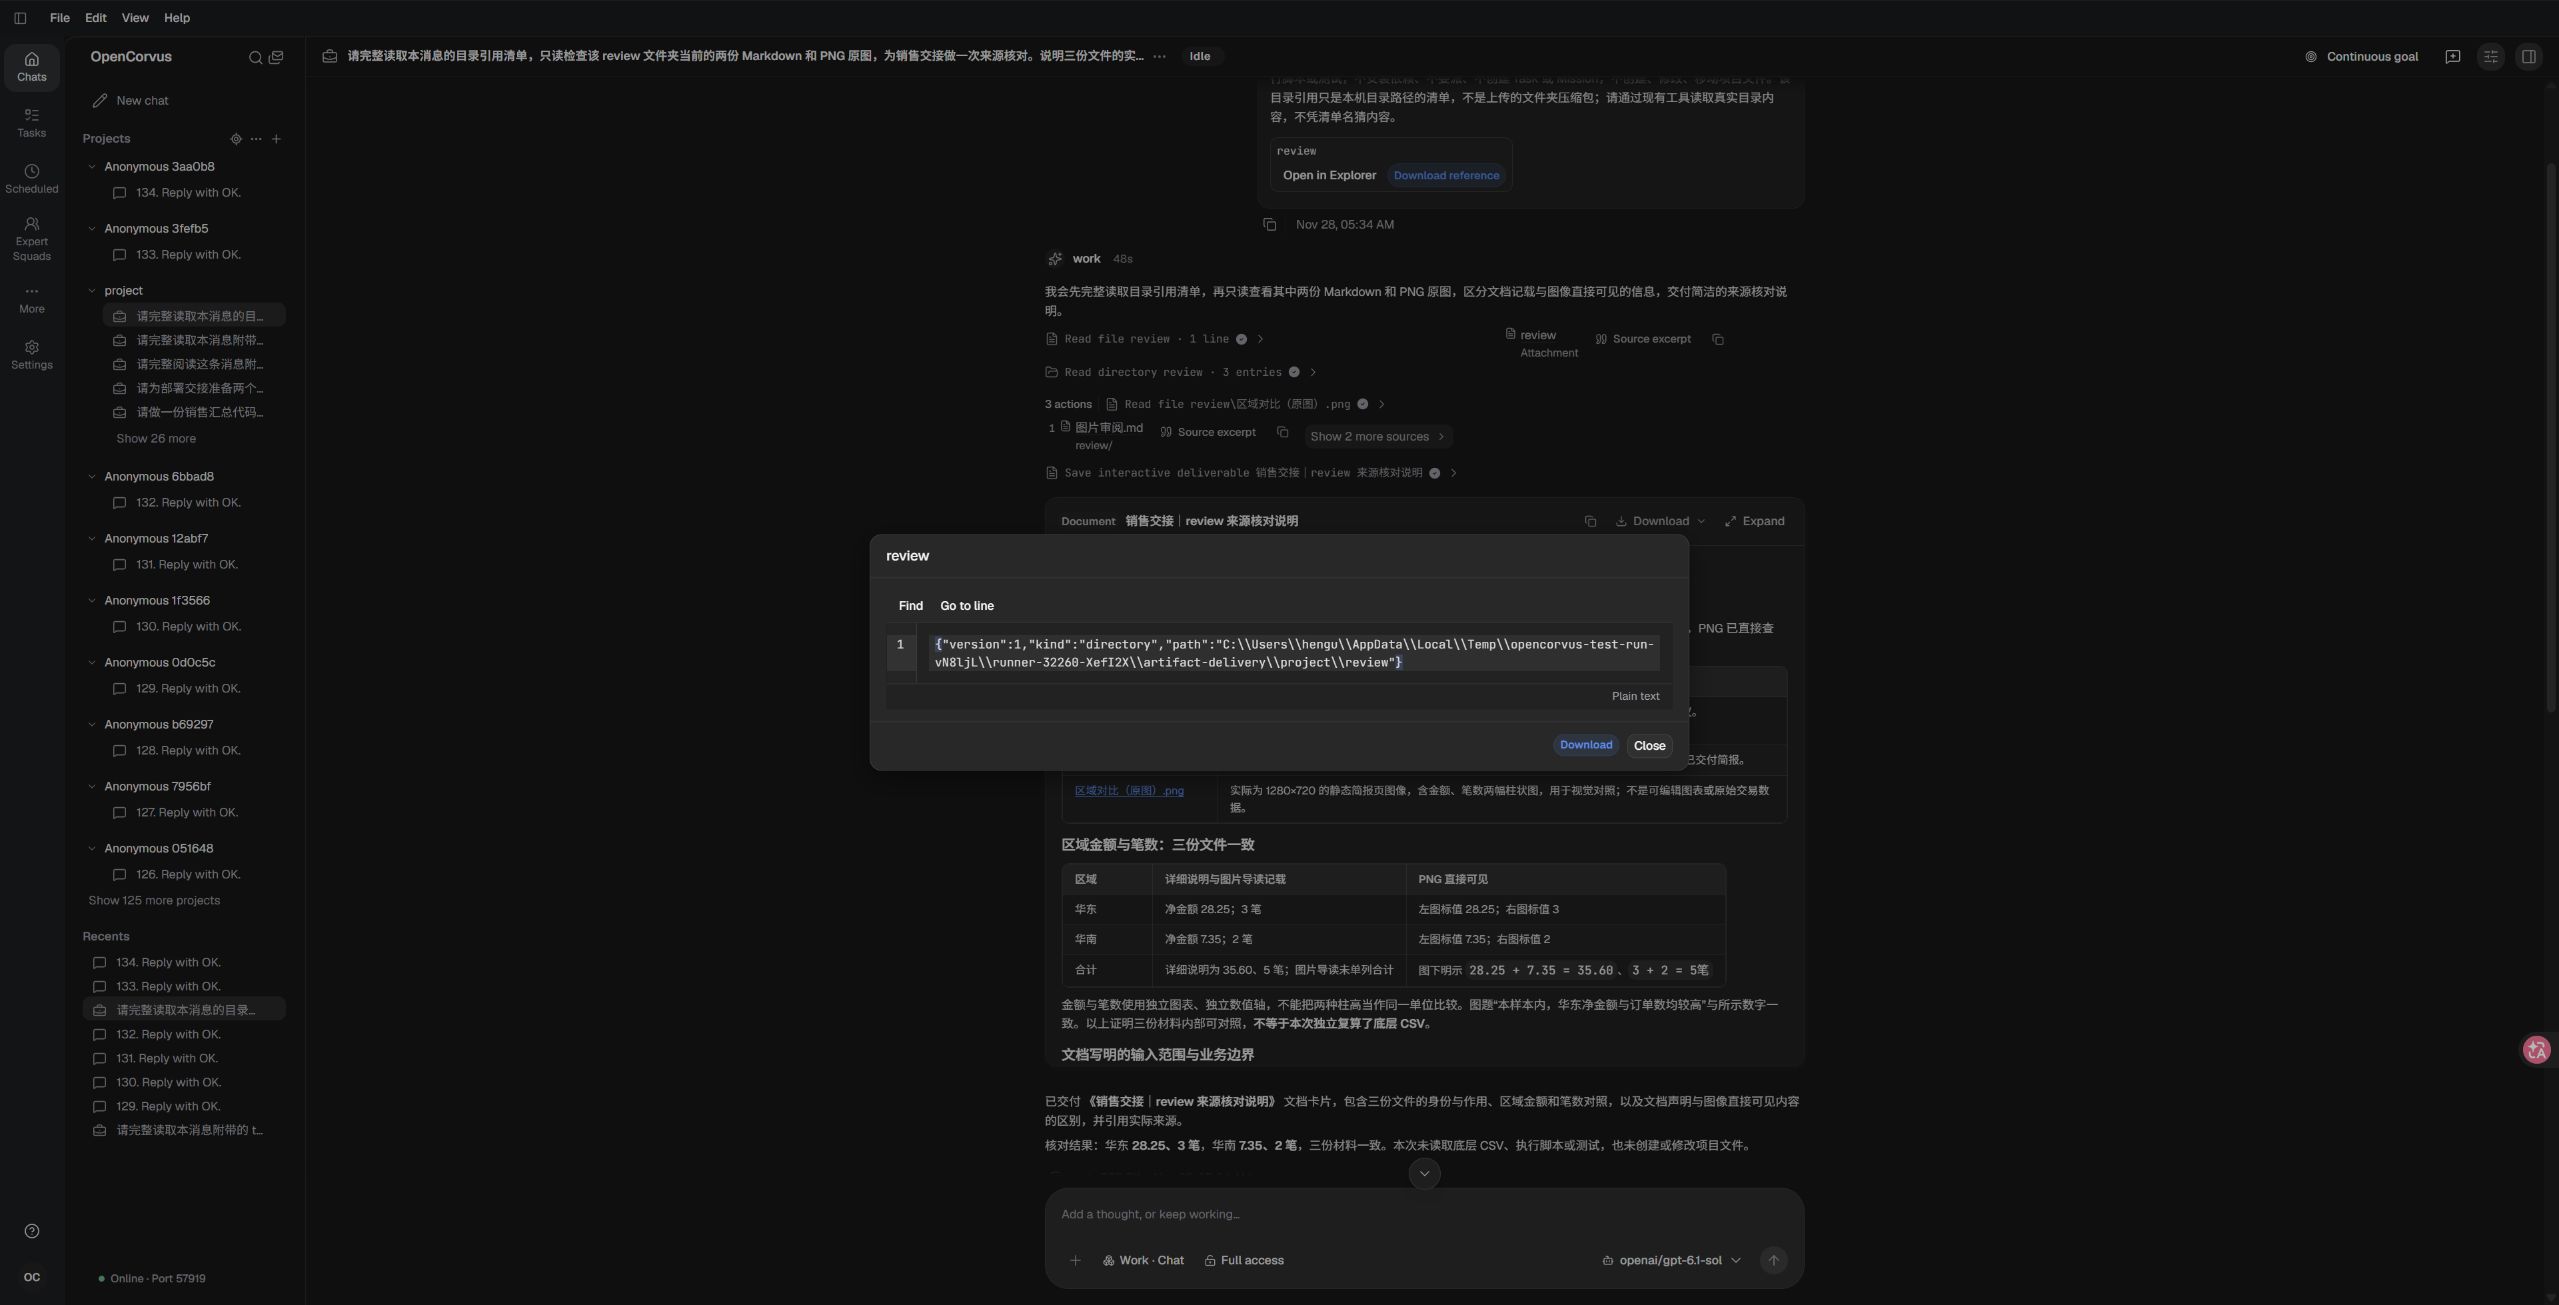 File Edit View Help
Chats
Tasks
Scheduled
Expert
Squads
More
Settings
OC
OpenCorvus
New chat
Projects
Anonymous 3aa0b8
134. Reply with OK.
Anonymous 3fefb5
133. Reply with OK.
project
请完整读取本消息的目...
请完整读取本消息附带...
请完整阅读这条消息附...
请为部署交接准备两个...
请做一份销售汇总代码...
Show 26 more
Anonymous 6bbad8
132. Reply with OK.
Anonymous 12abf7
131. Reply with OK.
Anonymous 1f3566
130. Reply with OK.
Anonymous 0d0c5c
129. Reply with OK.
Anonymous b69297
128. Reply with OK.
Anonymous 7956bf
127. Reply with OK.
Anonymous 051648
126. Reply with OK.
Show 125 more projects
Recents
134. Reply with OK.
133. Reply with OK.
请完整读取本消息的目录...
132. Reply with OK.
131. Reply with OK.
130. Reply with OK.
129. Reply with OK.
请完整读取本消息附带的 t...
Online · Port 57919
请完整读取本消息的目录引用清单，只读检查该 review 文件夹当前的两份 Markdown 和 PNG 原图，为销售交接做一次来源核对。说明三份文件的实... ··· Idle
Continuous goal
目录引用只是本机目录路径的清单，不是上传的文件夹压缩包；请通过现有工具读取真实目录内
容，不凭清单名猜内容。
review
Open in Explorer Download reference
Nov 28, 05:34 AM
work 48s
我会先完整读取目录引用清单，再只读查看其中两份 Markdown 和 PNG 原图，区分文档记载与图像直接可见的信息，交付简洁的来源核对说
明。
Read file review · 1 line
review
Attachment
Source excerpt
Read directory review · 3 entries
3 actions Read file review\区域对比（原图）.png
1 图片审阅.md
review/
Source excerpt
Show 2 more sources
Save interactive deliverable 销售交接｜review 来源核对说明
Document 销售交接｜review 来源核对说明
Download Expand
review
Find Go to line
1 {"version":1,"kind":"directory","path":"C:\\Users\\hengu\\AppData\\Local\\Temp\\opencorvus-test-run-
vN8ljL\\runner-32260-XefI2X\\artifact-delivery\\project\\review"}
Plain text
Download Close
，PNG 已直接查
已交付简报。
区域对比（原图）.png
实际为 1280×720 的静态简报页图像，含金额、笔数两幅柱状图，用于视觉对照；不是可编辑图表或原始交易数
据。
区域金额与笔数：三份文件一致
区域 详细说明与图片导读记载 PNG 直接可见
华东 净金额 28.25；3 笔 左图标值 28.25；右图标值 3
华南 净金额 7.35；2 笔 左图标值 7.35；右图标值 2
合计 详细说明为 35.60、5 笔；图片导读未单列合计 图下明示 28.25 + 7.35 = 35.60、3 + 2 = 5笔
金额与笔数使用独立图表、独立数值轴，不能把两种柱高当作同一单位比较。图题“本样本内，华东净金额与订单数均较高”与所示数字一
致。以上证明三份材料内部可对照，不等于本次独立复算了底层 CSV。
文档写明的输入范围与业务边界
已交付《销售交接｜review 来源核对说明》文档卡片，包含三份文件的身份与作用、区域金额和笔数对照，以及文档声明与图像直接可见内容
的区别，并引用实际来源。
核对结果：华东 28.25、3 笔，华南 7.35、2 笔，三份材料一致。本次未读取底层 CSV、执行脚本或测试，也未创建或修改项目文件。
Add a thought, or keep working...
Work · Chat Full access
openai/gpt-6.1-sol